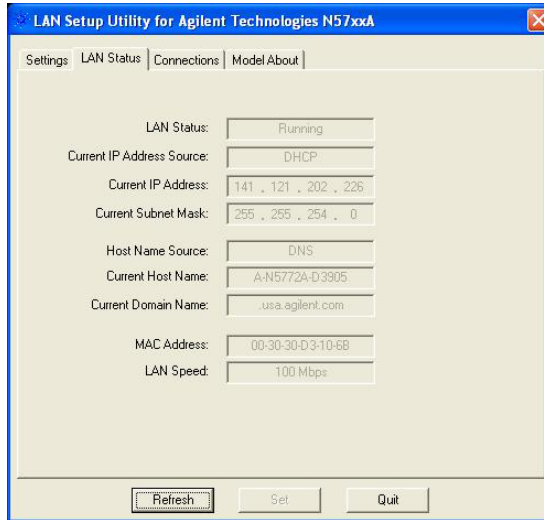 LAN Setup Utility for Agilent Technologies N57xxA
Settings LAN Status Connections Model About
LAN Status: Running
Current IP Address Source: DHCP
Current IP Address: 141 . 121 . 202 . 226
Current Subnet Mask: 255 . 255 . 254 . 0
Host Name Source: DNS
Current Host Name: A-N5772A-D3905
Current Domain Name: .usa.agilent.com
MAC Address: 00-30-30-D3-10-6B
LAN Speed: 100 Mbps
Refresh Set Quit